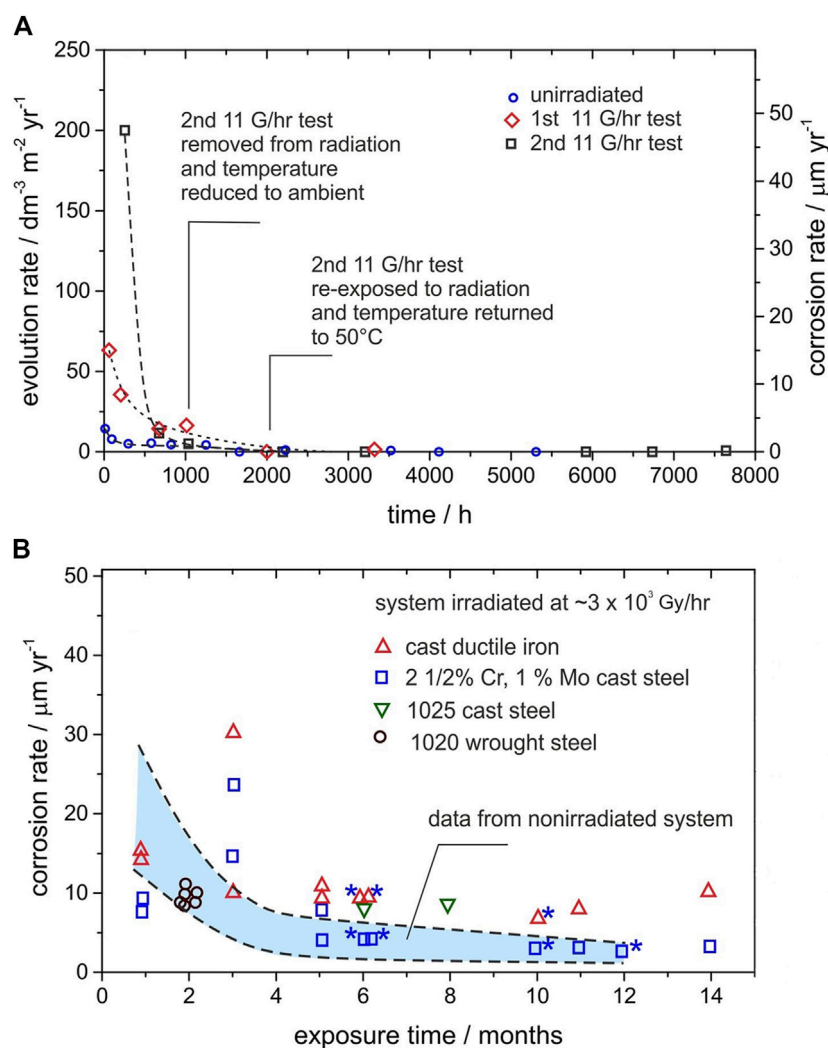 A
250
200
150
100
50
0
evolution rate / dm⁻³ m⁻² yr⁻¹
2nd 11 G/hr test
removed from radiation
and temperature
reduced to ambient
unirradiated
1st 11 G/hr test
2nd 11 G/hr test
2nd 11 G/hr test
re-exposed to radiation
and temperature returned
to 50°C
50
40
30
20
10
0
corrosion rate / μm yr⁻¹
0 1000 2000 3000 4000 5000 6000 7000 8000
time / h
B
50
40
30
20
10
0
corrosion rate / μm yr⁻¹
system irradiated at ~3 x 10³ Gy/hr
cast ductile iron
2 1/2% Cr, 1 % Mo cast steel
1025 cast steel
1020 wrought steel
data from nonirradiated system
* *
* *
*
* *
0 2 4 6 8 10 12 14
exposure time / months